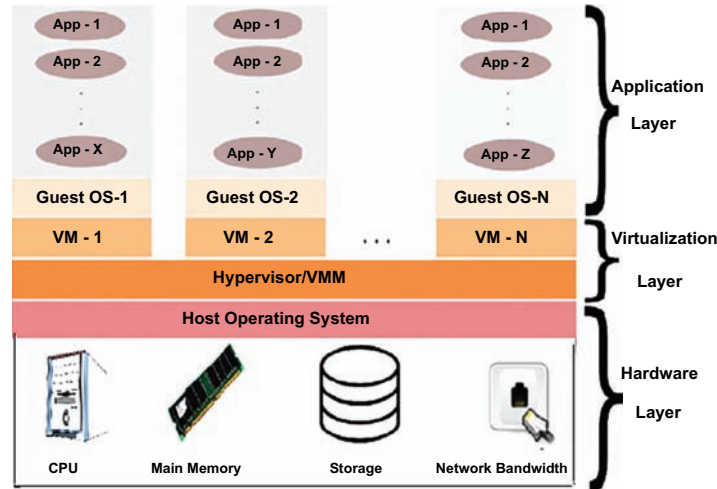 App - 1
App - 1
App - 1
App - 2
App - 2
App - 2
App - X
App - Y
App - Z
Application
Layer
Guest OS-1
Guest OS-2
Guest OS-N
VM - 1
VM - 2
...
VM - N
Virtualization
Layer
Hypervisor/VMM
Host Operating System
Hardware
Layer
CPU
Main Memory
Storage
Network Bandwidth